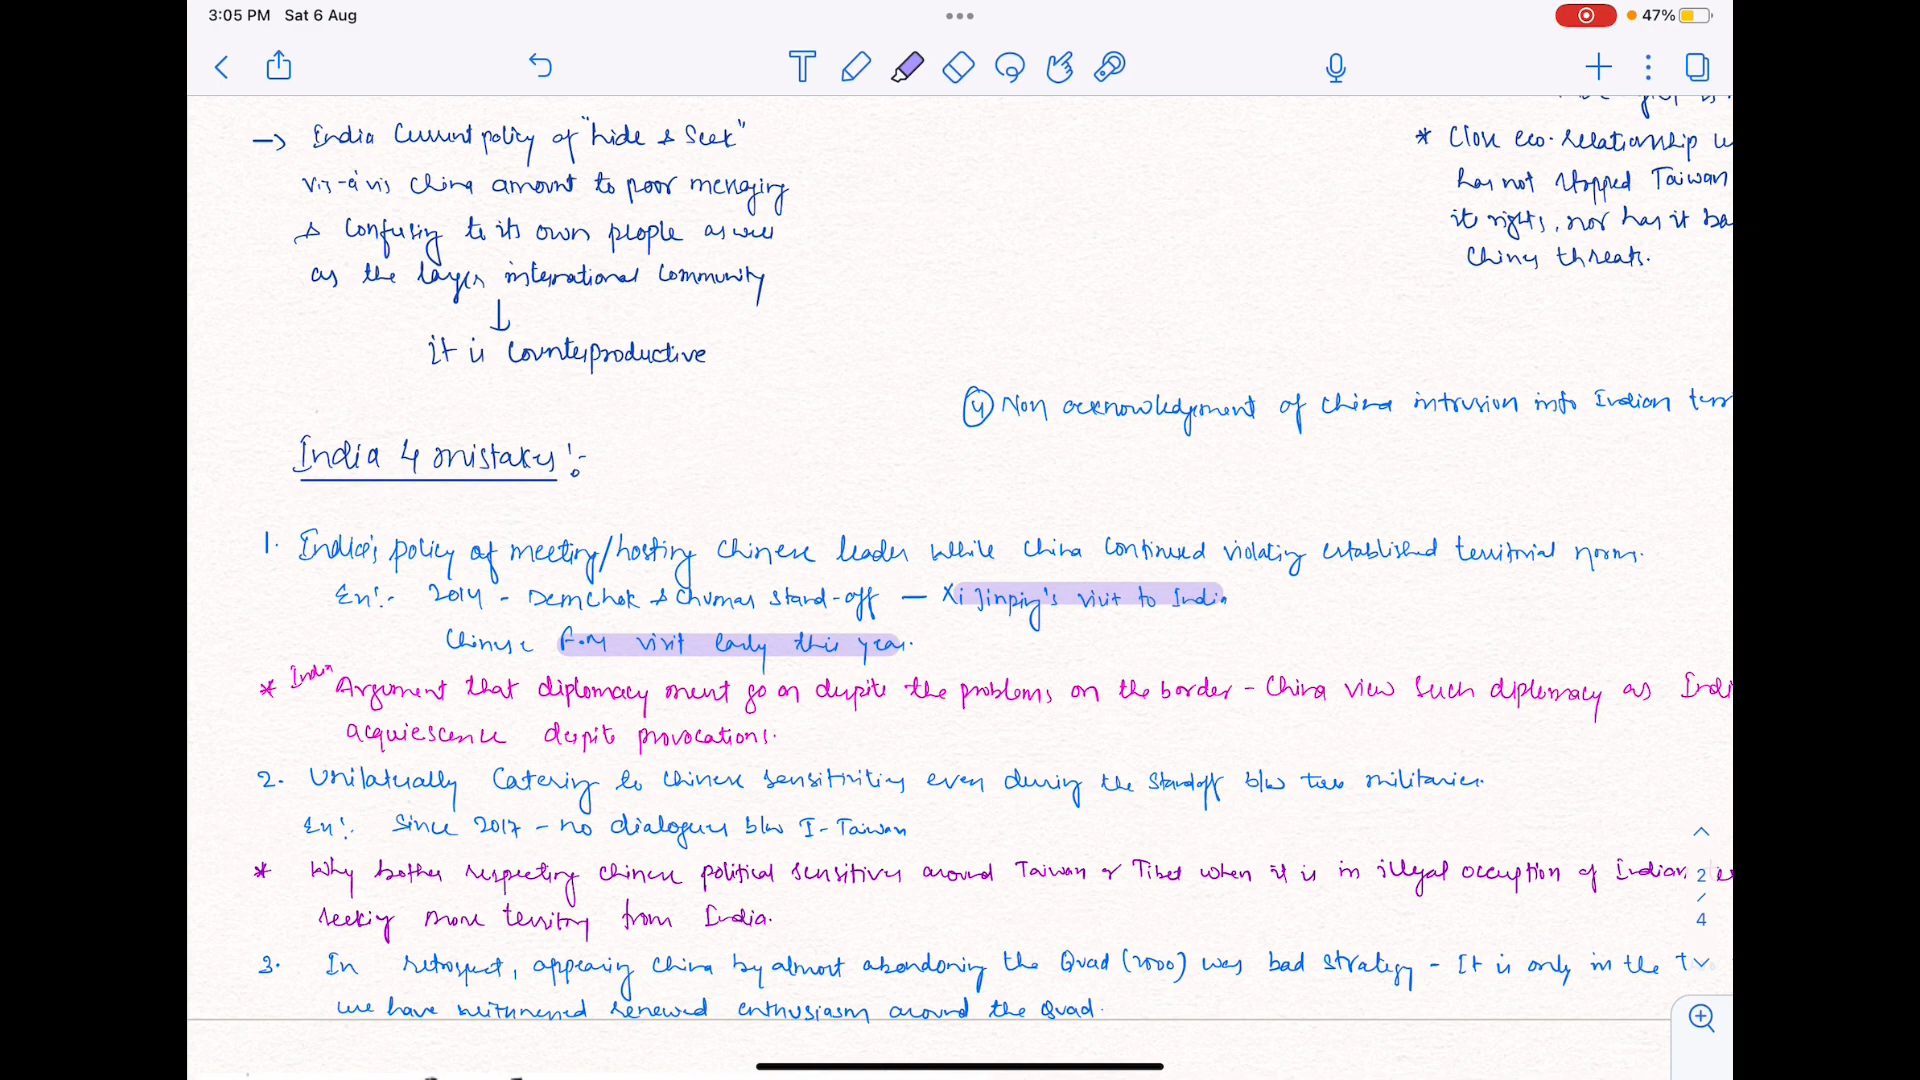 3:05 PM Sat 6 Aug
47%
→ India Current policy of "hide & Seek"
vis-à-vis China amount to poor messaging
& Confusing to its own people as well
as the larger international Community
↓
it is Counterproductive
* Close eco-relationship
has not stopped Taiwan
it rights, nor has it
Chines threats.
④ Non acknowledgement of China intrusion into Indian
India 4 mistakes :-
1. India's policy of meeting/hosting Chinese leader while China Continued violating established territorial norms.
Ex:- 2014 - Demchok & Chumar Stand-off — Xi Jinping's visit to India
Chinese F.M visit early this year.
* India Argument that diplomacy must go on despite the problems on the border - China view Such diplomacy as
acquiescence despit provocations.
2. Unilaterally Catering to Chinese Sensitivities even during the Standoff b/w two militaries.
Ex:. Since 2017 - no dialogues b/w I-Taiwan
* Why bother respecting Chinese political sensitives around Taiwan & Tibet when it is in illegal occuption of Indian
seeking more territory from India.
3. In retrospect, appeasing China by almost abandoning the Quad (2000) was bad strategy - It is only in the
we have witnessed renewed enthusiasm around the Quad.
2
/
4